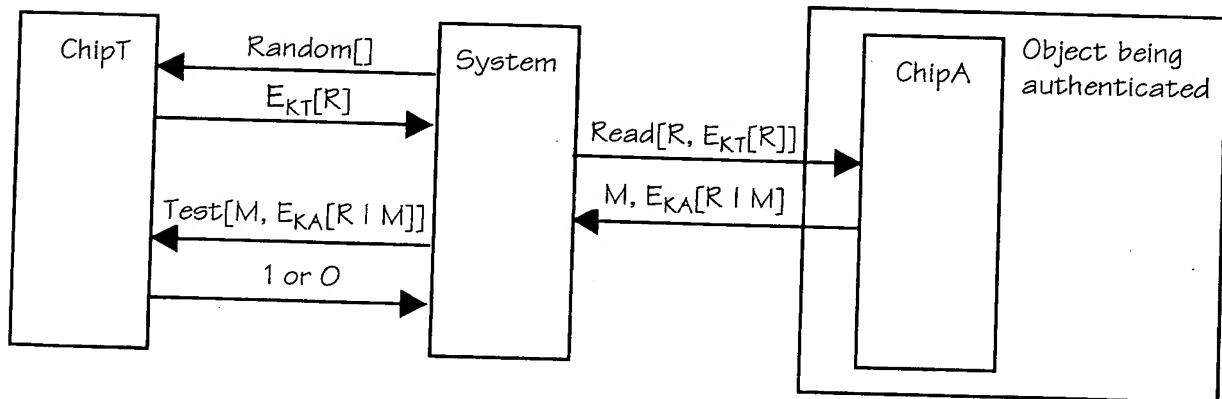 ChipT
Random[]
E_KT[R]
Test[M, E_KA[R | M]]
1 or 0
System
Read[R, E_KT[R]]
M, E_KA[R | M]
ChipA
Object being
authenticated